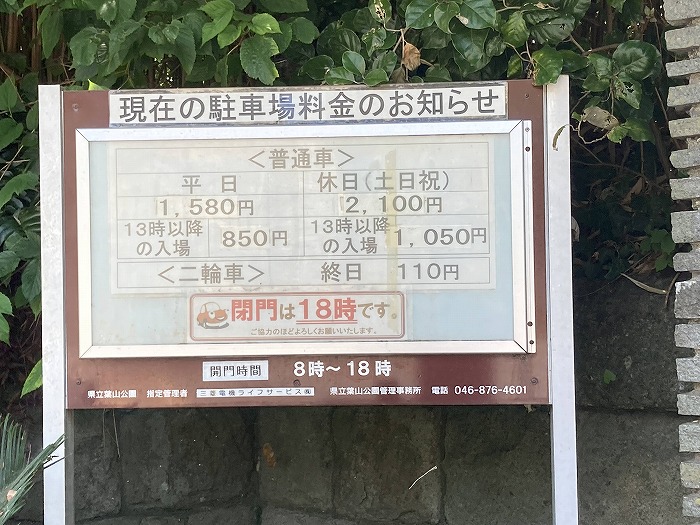 現在の駐車場料金のお知らせ
＜普通車＞
平 日 休日(土日祝)
1,580円 2,100円
13時以降の入場 850円 13時以降の入場 1,050円
＜二輪車＞ 終日 110円
閉門は18時です。
ご協力のほどよろしくお願いいたします。
開門時間 8時～18時
県立葉山公園 指定管理者 三菱電機ライフサービス㈱ 県立葉山公園管理事務所 電話 046-876-4601